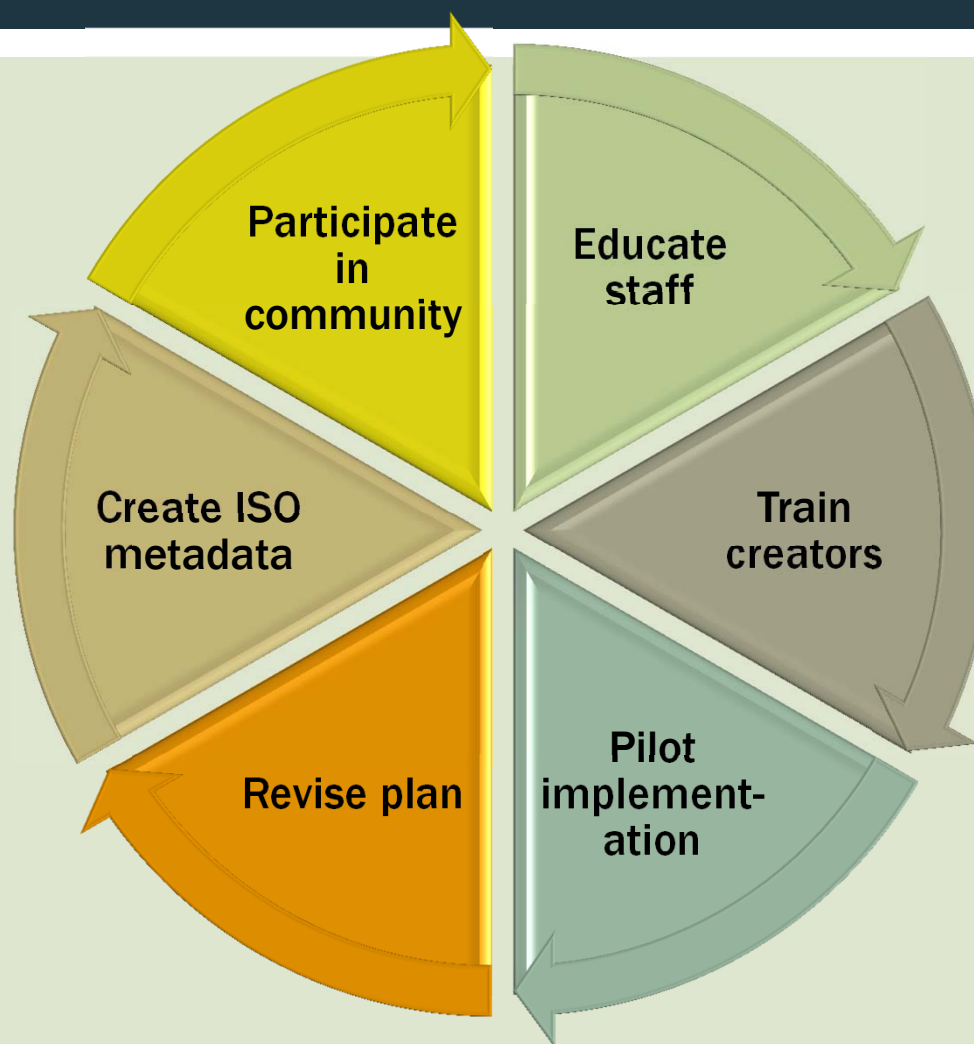 Participate
in
community
Educate
staff
Train
creators
Pilot
implement-
ation
Revise plan
Create ISO
metadata